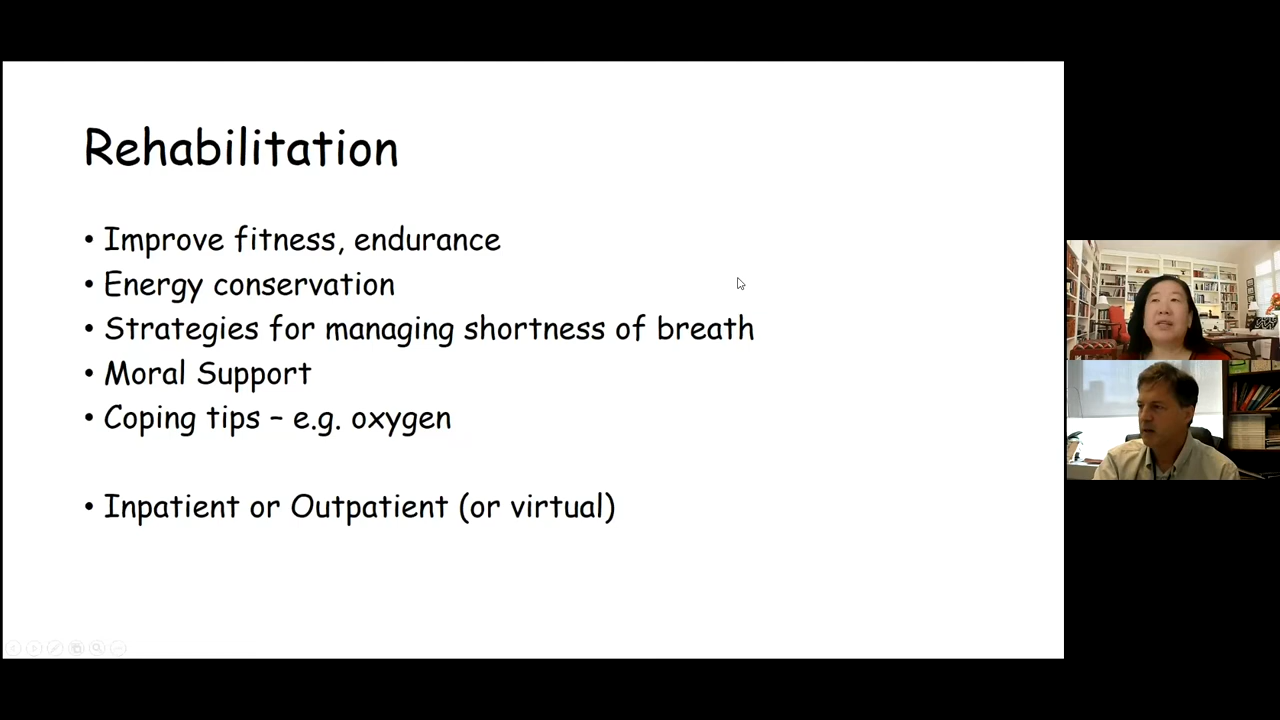 Rehabilitation
• Improve fitness, endurance
• Energy conservation
• Strategies for managing shortness of breath
• Moral Support
• Coping tips – e.g. oxygen
• Inpatient or Outpatient (or virtual)